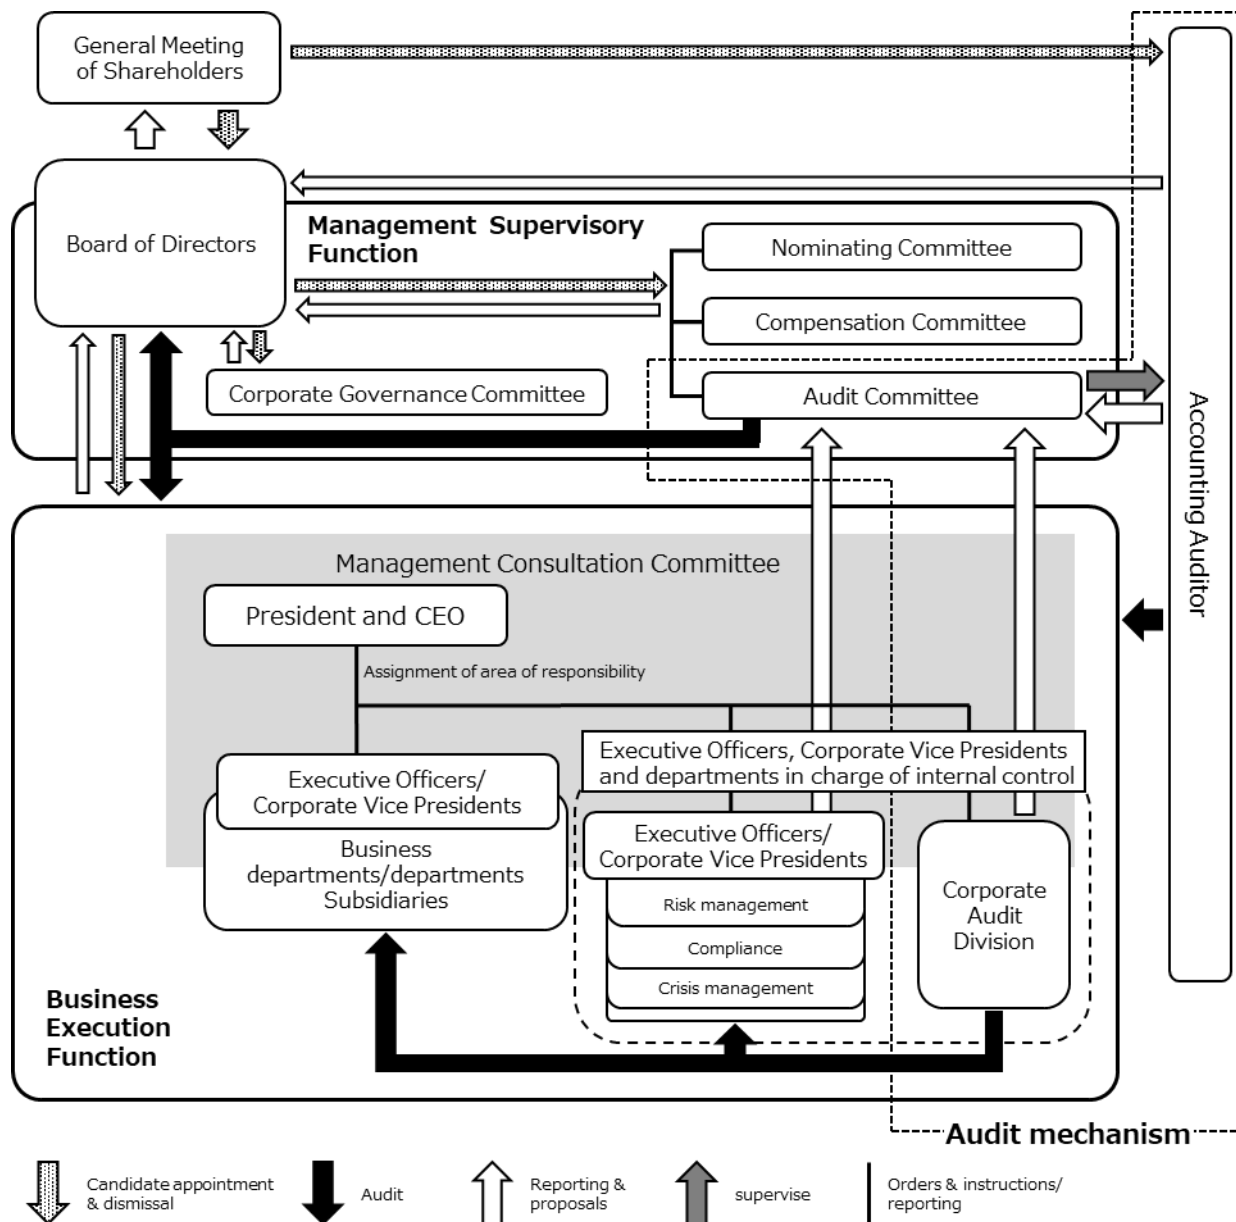 General Meeting
of Shareholders
Board of Directors
Management Supervisory
Function
Nominating Committee
Compensation Committee
Audit Committee
Corporate Governance Committee
Accounting Auditor
Management Consultation Committee
President and CEO
Assignment of area of responsibility
Executive Officers, Corporate Vice Presidents
and departments in charge of internal control
Executive Officers/
Corporate Vice Presidents
Business
departments/departments
Subsidiaries
Executive Officers/
Corporate Vice Presidents
Risk management
Compliance
Crisis management
Corporate
Audit
Division
Business
Execution
Function
Audit mechanism
Candidate appointment
& dismissal
Audit
Reporting &
proposals
supervise
Orders & instructions/
reporting